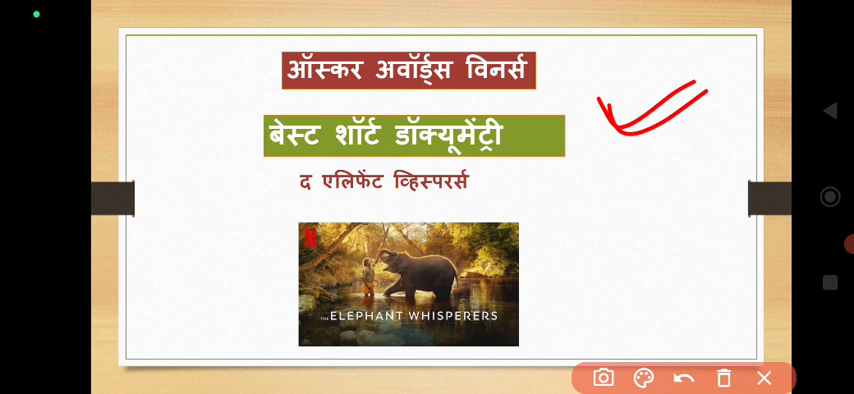 ऑस्कर अवॉर्ड्स विनर्स
बेस्ट शॉर्ट डॉक्यूमेंट्री
द एलिफेंट व्हिस्परर्स
N
THE ELEPHANT WHISPERERS